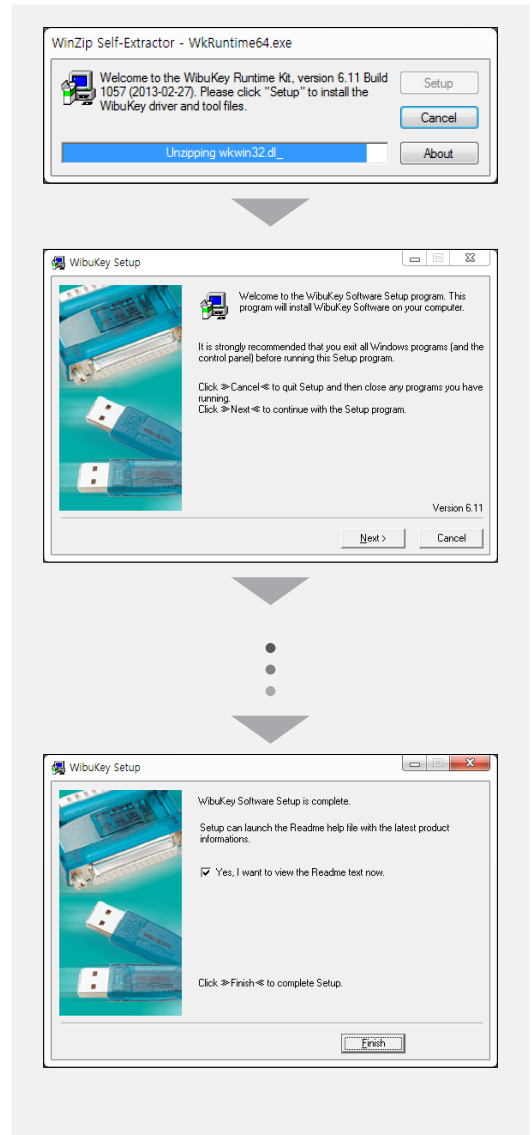 WinZip Self-Extractor - WkRuntime64.exe
Welcome to the WibuKey Runtime Kit, version 6.11 Build
1057 (2013-02-27). Please click "Setup" to install the
WibuKey driver and tool files.
Setup
Cancel
Unzipping wkwin32.dl_
About
WibuKey Setup
Welcome to the WibuKey Software Setup program. This
program will install WibuKey Software on your computer.
It is strongly recommended that you exit all Windows programs (and the
control panel) before running this Setup program.
Click ≫Cancel≪ to quit Setup and then close any programs you have
running.
Click ≫Next≪ to continue with the Setup program.
Version 6.11
Next >
Cancel
WibuKey Setup
WibuKey Software Setup is complete.
Setup can launch the Readme help file with the latest product
informations.
Yes, I want to view the Readme text now.
Click ≫Finish≪ to complete Setup.
Finish